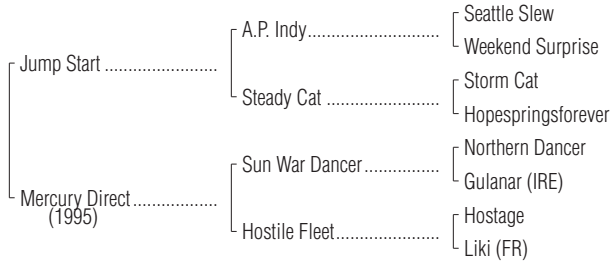 Seattle Slew
A.P. Indy
Weekend Surprise
Jump Start
Storm Cat
Steady Cat
Hopespringsforever
Northern Dancer
Sun War Dancer
Gulanar (IRE)
Mercury Direct
(1995)
Hostage
Hostile Fleet
Liki (FR)